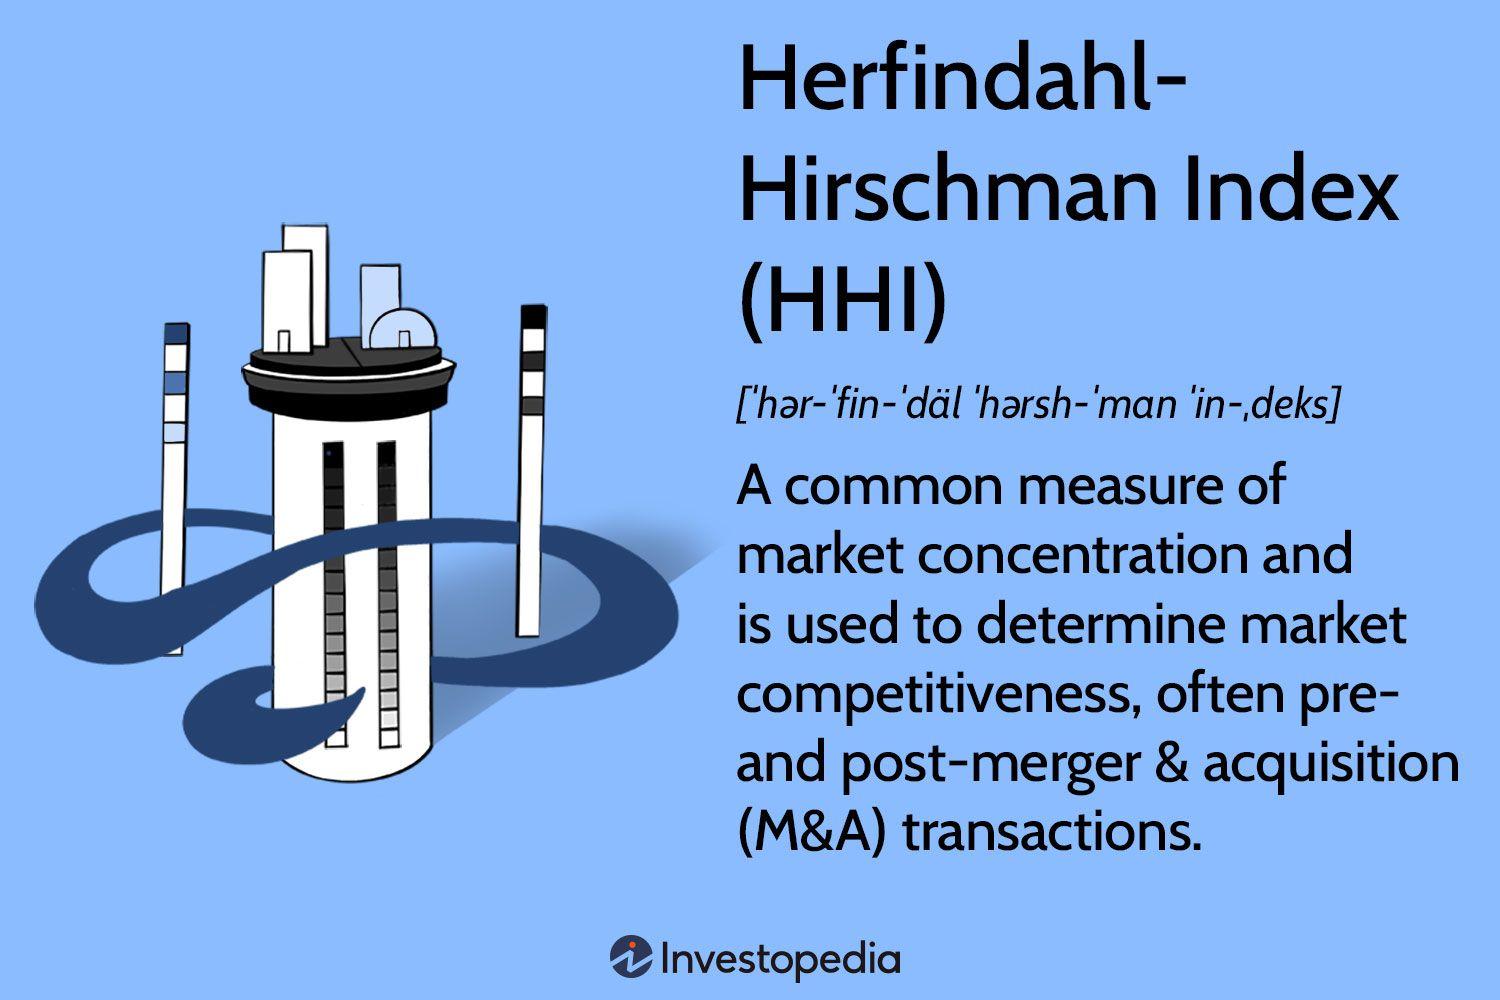 Herfindahl-
Hirschman Index
(HHI)
[ˈhər-ˈfin-ˈdäl ˈhərsh-ˈman ˈin-ˌdeks]
A common measure of
market concentration and
is used to determine market
competitiveness, often pre-
and post-merger & acquisition
(M&A) transactions.
Investopedia